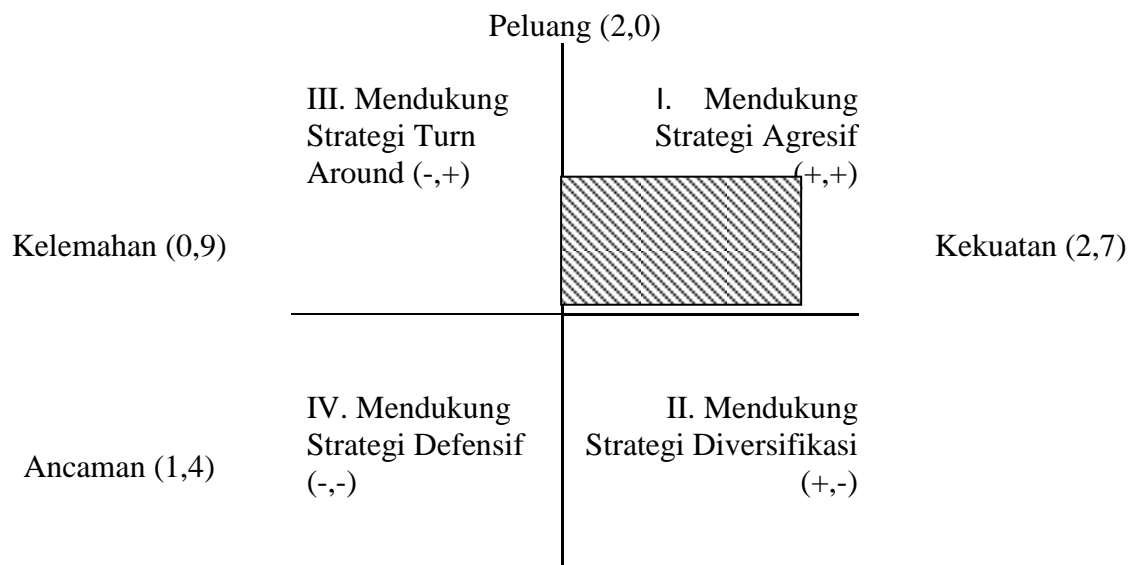 Peluang (2,0)
III. Mendukung
Strategi Turn
Around (-,+)
I. Mendukung
Strategi Agresif
(+,+)
Kelemahan (0,9)
Kekuatan (2,7)
IV. Mendukung
Strategi Defensif
(-,-)
II. Mendukung
Strategi Diversifikasi
(+,-)
Ancaman (1,4)